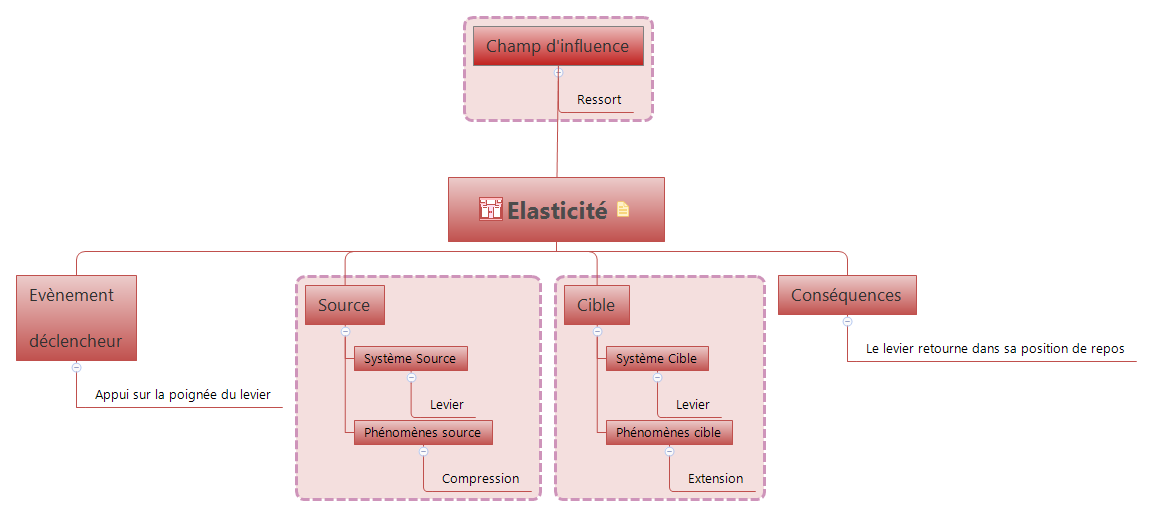 Champ d'influence
Ressort
Elasticité
Evènement
déclencheur
Appui sur la poignée du levier
Source
Système Source
Levier
Phénomènes source
Compression
Cible
Système Cible
Levier
Phénomènes cible
Extension
Conséquences
Le levier retourne dans sa position de repos